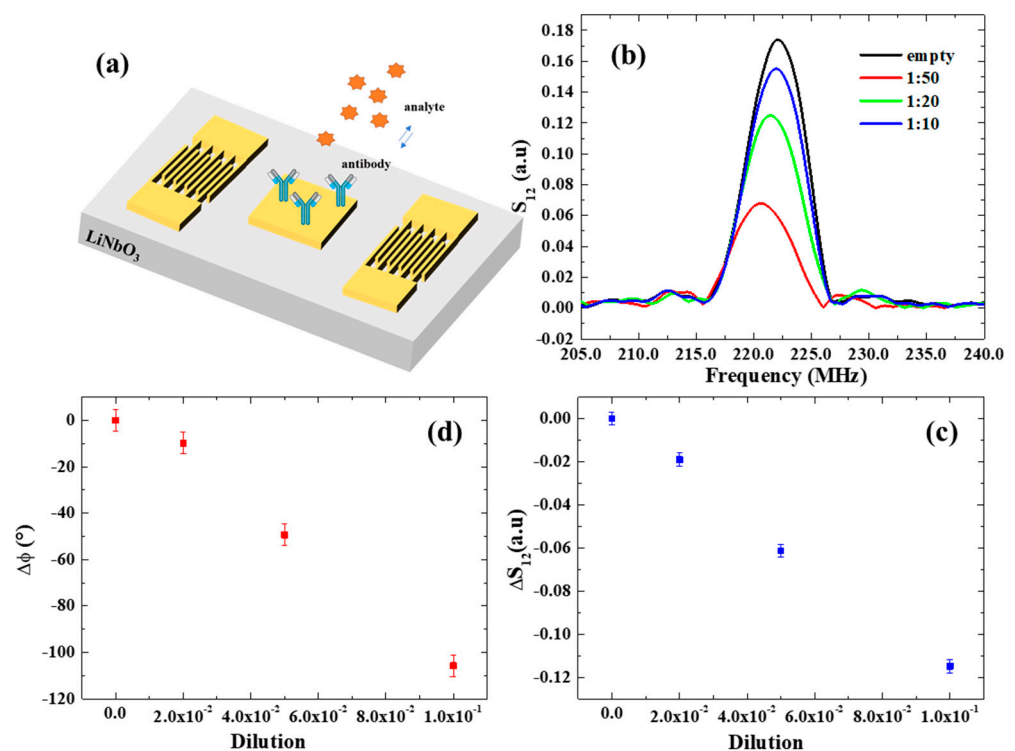 (a)
analyte
antibody
LiNbO₃
(b)
empty
1:50
1:20
1:10
S₁₂ (a.u)
0.18
0.16
0.14
0.12
0.10
0.08
0.06
0.04
0.02
0.00
-0.02
205.0 210.0 215.0 220.0 225.0 230.0 235.0 240.0
Frequency (MHz)
(d)
Δϕ (°)
0
-20
-40
-60
-80
-100
-120
0.0 2.0x10⁻² 4.0x10⁻² 6.0x10⁻² 8.0x10⁻² 1.0x10⁻¹
Dilution
(c)
ΔS₁₂(a.u)
0.00
-0.02
-0.04
-0.06
-0.08
-0.10
-0.12
0.0 2.0x10⁻² 4.0x10⁻² 6.0x10⁻² 8.0x10⁻² 1.0x10⁻¹
Dilution